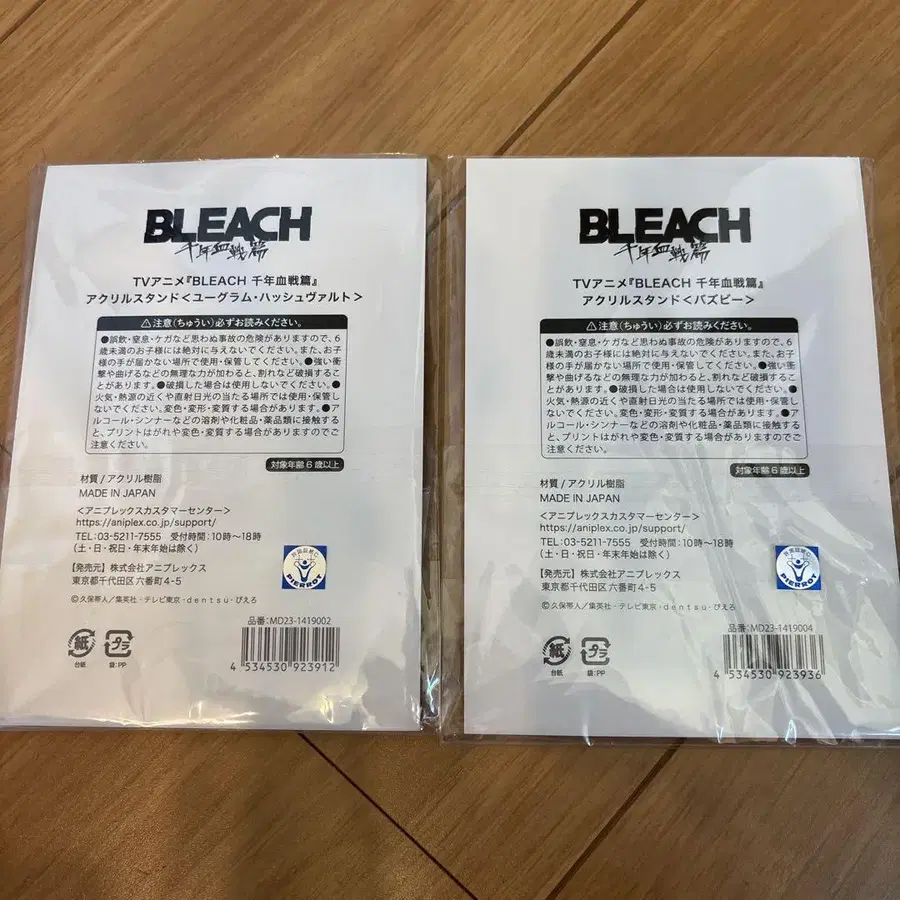 BLEACH
千年血戦篇
TVアニメ『BLEACH 千年血戦篇』
アクリルスタンド<ユーグラム・ハッシュヴァルト>
⚠注意(ちゅうい)必ずお読みください。
●誤飲・窒息・ケガなど思わぬ事故の危険がありますので、6
歳未満のお子様には絶対に与えないでください。また、お子
様の手が届かない場所で使用・保管してください。●強い衝
撃や曲げるなどの無理な力が加わると、割れなど破損するこ
とがあります。●破損した場合は使用しないでください。●
火気・熱源の近くや直射日光の当たる場所では使用・保管し
ないでください。変色・変形・変質する場合があります。●ア
ルコール・シンナーなどの溶剤や化粧品・薬品類に接触する
と、プリントはがれや変色・変質する場合がありますのでご
注意ください。
対象年齢6歳以上
材質/アクリル樹脂
MADE IN JAPAN
<アニプレックスカスタマーセンター>
https://aniplex.co.jp/support/
TEL:03-5211-7555 受付時間:10時〜18時
(土・日・祝日・年末年始は除く)
【発売元】株式会社アニプレックス
東京都千代田区六番町4-5
©久保帯人/集英社・テレビ東京・dentsu・ぴえろ
PIERROT
品番:MD23-1419002
紙
台紙
プラ
袋:PP
4 534530 923912
BLEACH
千年血戦篇
TVアニメ『BLEACH 千年血戦篇』
アクリルスタンド<バズビー>
⚠注意(ちゅうい)必ずお読みください。
●誤飲・窒息・ケガなど思わぬ事故の危険がありますので、6
歳未満のお子様には絶対に与えないでください。また、お子
様の手が届かない場所で使用・保管してください。●強い衝
撃や曲げるなどの無理な力が加わると、割れなど破損するこ
とがあります。●破損した場合は使用しないでください。●
火気・熱源の近くや直射日光の当たる場所では使用・保管し
ないでください。変色・変形・変質する場合があります。●ア
ルコール・シンナーなどの溶剤や化粧品・薬品類に接触する
と、プリントはがれや変色・変質する場合がありますのでご
注意ください。
対象年齢6歳以上
材質/アクリル樹脂
MADE IN JAPAN
<アニプレックスカスタマーセンター>
https://aniplex.co.jp/support/
TEL:03-5211-7555 受付時間:10時〜18時
(土・日・祝日・年末年始は除く)
【発売元】株式会社アニプレックス
東京都千代田区六番町4-5
©久保帯人/集英社・テレビ東京・dentsu・ぴえろ
PIERROT
品番:MD23-1419004
紙
台紙
プラ
袋:PP
4 534530 923936